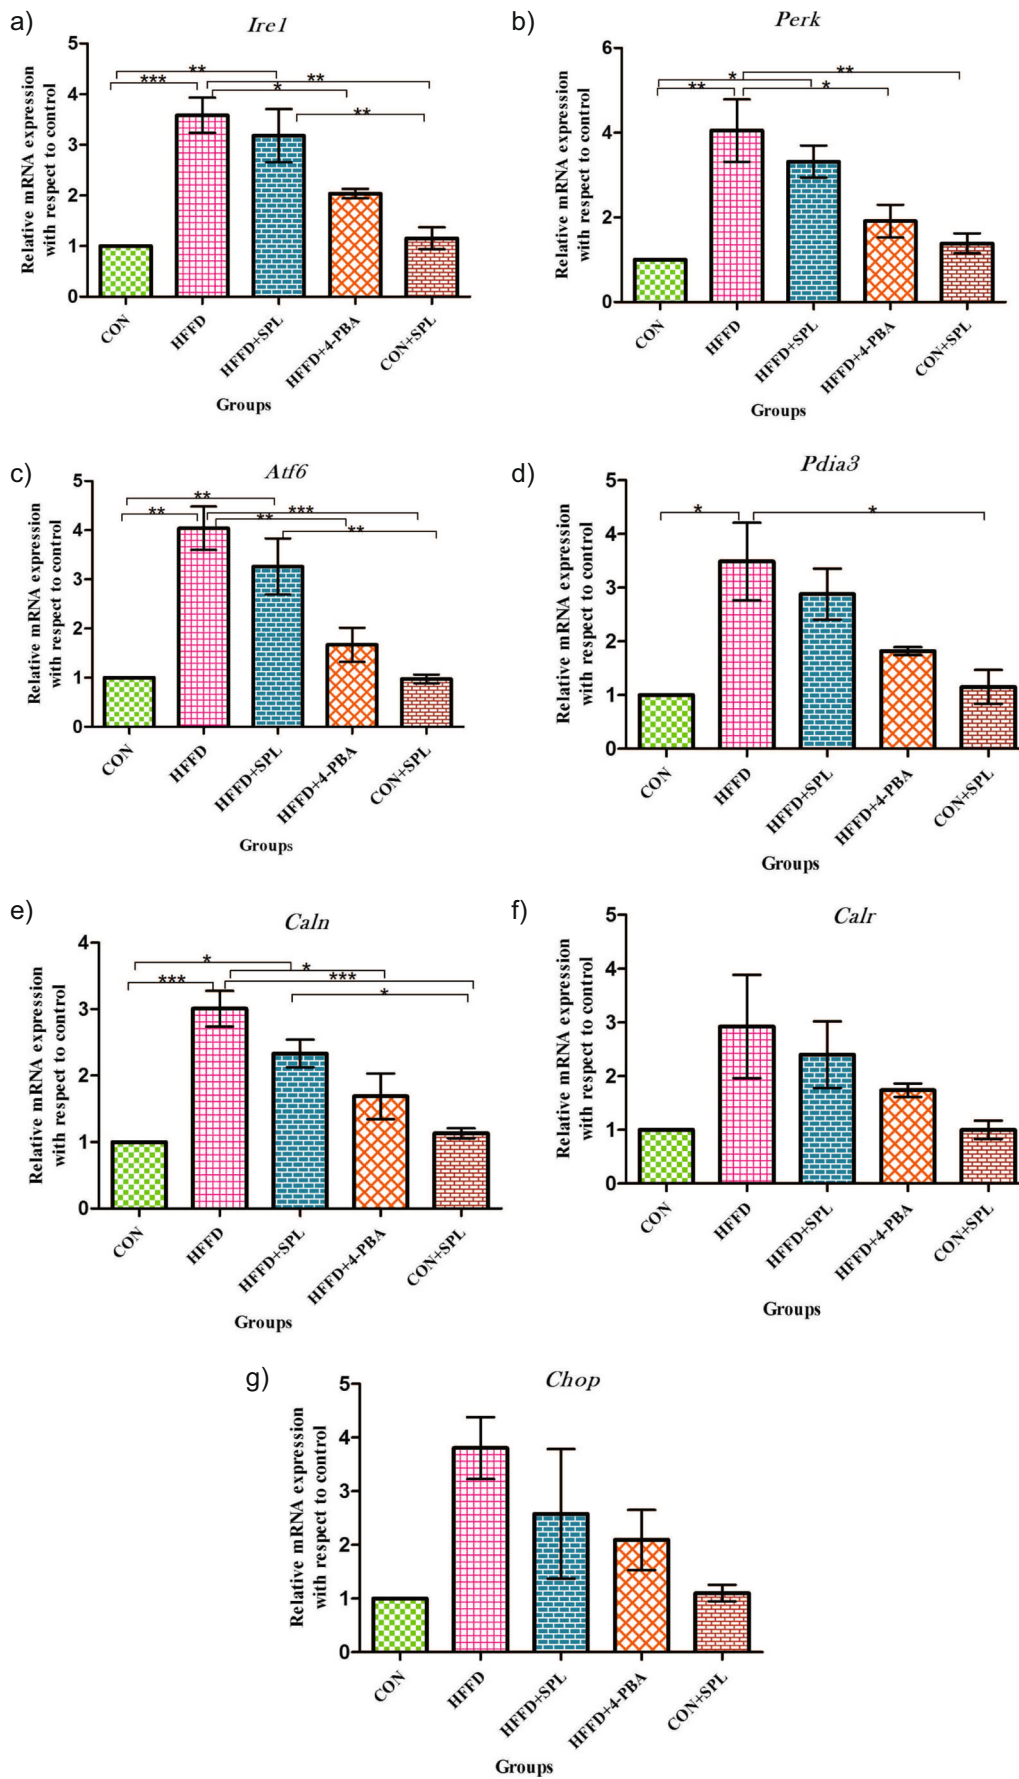 a)
Ire1
Relative mRNA expression
with respect to control
5
4
3
2
1
0
** 
*** ** 
* 
** 
CON
HFFD
HFFD+SPL
HFFD+4-PBA
CON+SPL
Groups
b)
Perk
Relative mRNA expression
with respect to control
6
4
2
0
* **
** *
CON
HFFD
HFFD+SPL
HFFD+4-PBA
CON+SPL
Groups
c)
Atf6
Relative mRNA expression
with respect to control
5
4
3
2
1
0
**
** ***
**
**
CON
HFFD
HFFD+SPL
HFFD+4-PBA
CON+SPL
Groups
d)
Pdia3
Relative mRNA expression
with respect to control
5
4
3
2
1
0
* *
CON
HFFD
HFFD+SPL
HFFD+4-PBA
CON+SPL
Groups
e)
Caln
Relative mRNA expression
with respect to control
4
3
2
1
0
* *
*** ***
*
CON
HFFD
HFFD+SPL
HFFD+4-PBA
CON+SPL
Groups
f)
Calr
Relative mRNA expression
with respect to control
5
4
3
2
1
0
CON
HFFD
HFFD+SPL
HFFD+4-PBA
CON+SPL
Groups
g)
Chop
Relative mRNA expression
with respect to control
5
4
3
2
1
0
CON
HFFD
HFFD+SPL
HFFD+4-PBA
CON+SPL
Groups